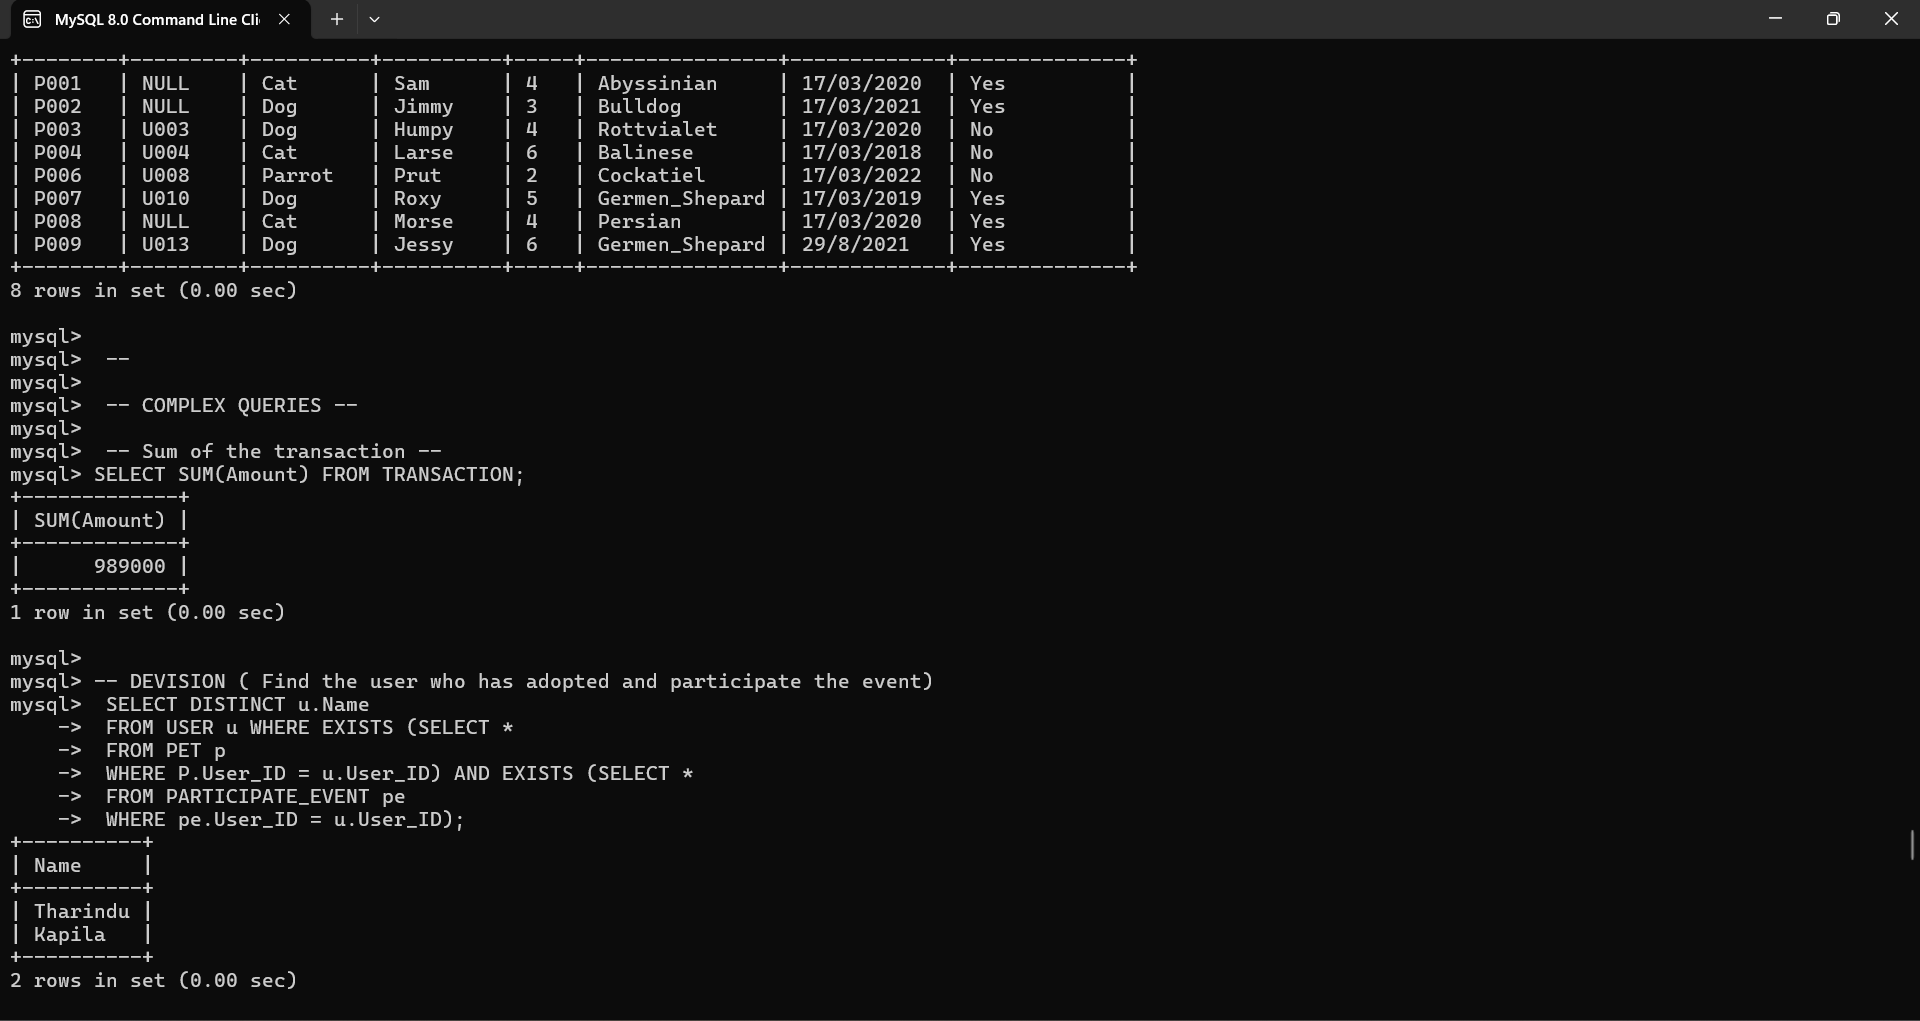 MySQL 8.0 Command Line Cli
+--------+---------+----------+----------+-----+----------------+-------------+--------------+
| P001   | NULL    | Cat      | Sam      | 4   | Abyssinian     | 17/03/2020  | Yes          |
| P002   | NULL    | Dog      | Jimmy    | 3   | Bulldog        | 17/03/2021  | Yes          |
| P003   | U003    | Dog      | Humpy    | 4   | Rottvialet     | 17/03/2020  | No           |
| P004   | U004    | Cat      | Larse    | 6   | Balinese       | 17/03/2018  | No           |
| P006   | U008    | Parrot   | Prut     | 2   | Cockatiel      | 17/03/2022  | No           |
| P007   | U010    | Dog      | Roxy     | 5   | Germen_Shepard | 17/03/2019  | Yes          |
| P008   | NULL    | Cat      | Morse    | 4   | Persian        | 17/03/2020  | Yes          |
| P009   | U013    | Dog      | Jessy    | 6   | Germen_Shepard | 29/8/2021   | Yes          |
+--------+---------+----------+----------+-----+----------------+-------------+--------------+
8 rows in set (0.00 sec)

mysql>
mysql>  --
mysql>
mysql>  -- COMPLEX QUERIES --
mysql>
mysql>  -- Sum of the transaction --
mysql> SELECT SUM(Amount) FROM TRANSACTION;
+-------------+
| SUM(Amount) |
+-------------+
|      989000 |
+-------------+
1 row in set (0.00 sec)

mysql>
mysql> -- DEVISION ( Find the user who has adopted and participate the event)
mysql>  SELECT DISTINCT u.Name
    ->  FROM USER u WHERE EXISTS (SELECT *
    ->  FROM PET p
    ->  WHERE P.User_ID = u.User_ID) AND EXISTS (SELECT *
    ->  FROM PARTICIPATE_EVENT pe
    ->  WHERE pe.User_ID = u.User_ID);
+----------+
| Name     |
+----------+
| Tharindu |
| Kapila   |
+----------+
2 rows in set (0.00 sec)